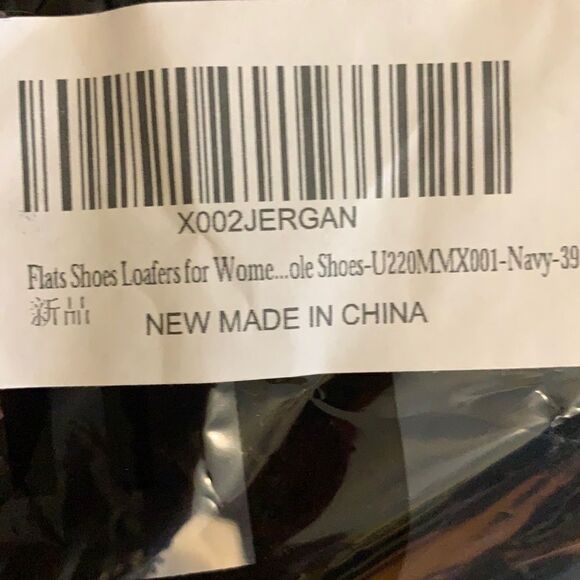 X002JERGAN
Flats Shoes Loafers for Wome...ole Shoes-U220MMX001-Navy-39
新品
NEW MADE IN CHINA